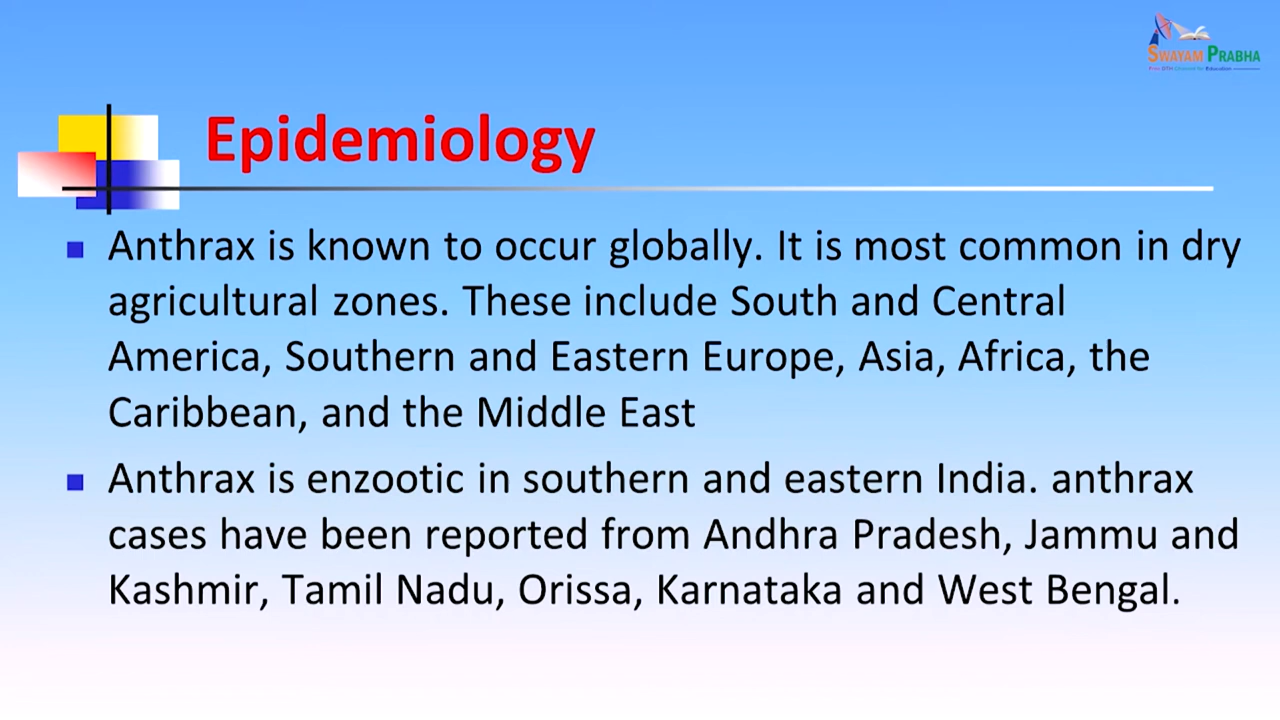 SWAYAM PRABHA
Epidemiology
Anthrax is known to occur globally. It is most common in dry
agricultural zones. These include South and Central
America, Southern and Eastern Europe, Asia, Africa, the
Caribbean, and the Middle East
Anthrax is enzootic in southern and eastern India. anthrax
cases have been reported from Andhra Pradesh, Jammu and
Kashmir, Tamil Nadu, Orissa, Karnataka and West Bengal.